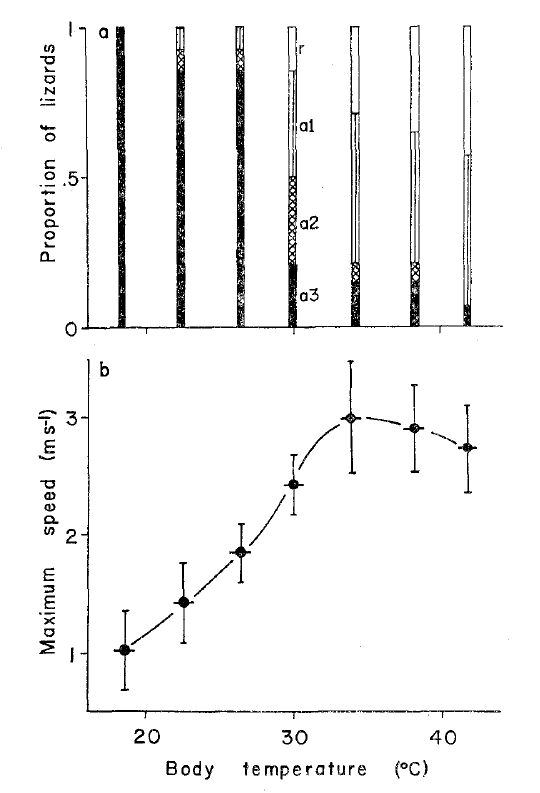 a
1
.5
0
Proportion of lizards
r
a1
a2
a3
b
3
2
1
Maximum speed (m s-1)
20 30 40
Body temperature (°C)